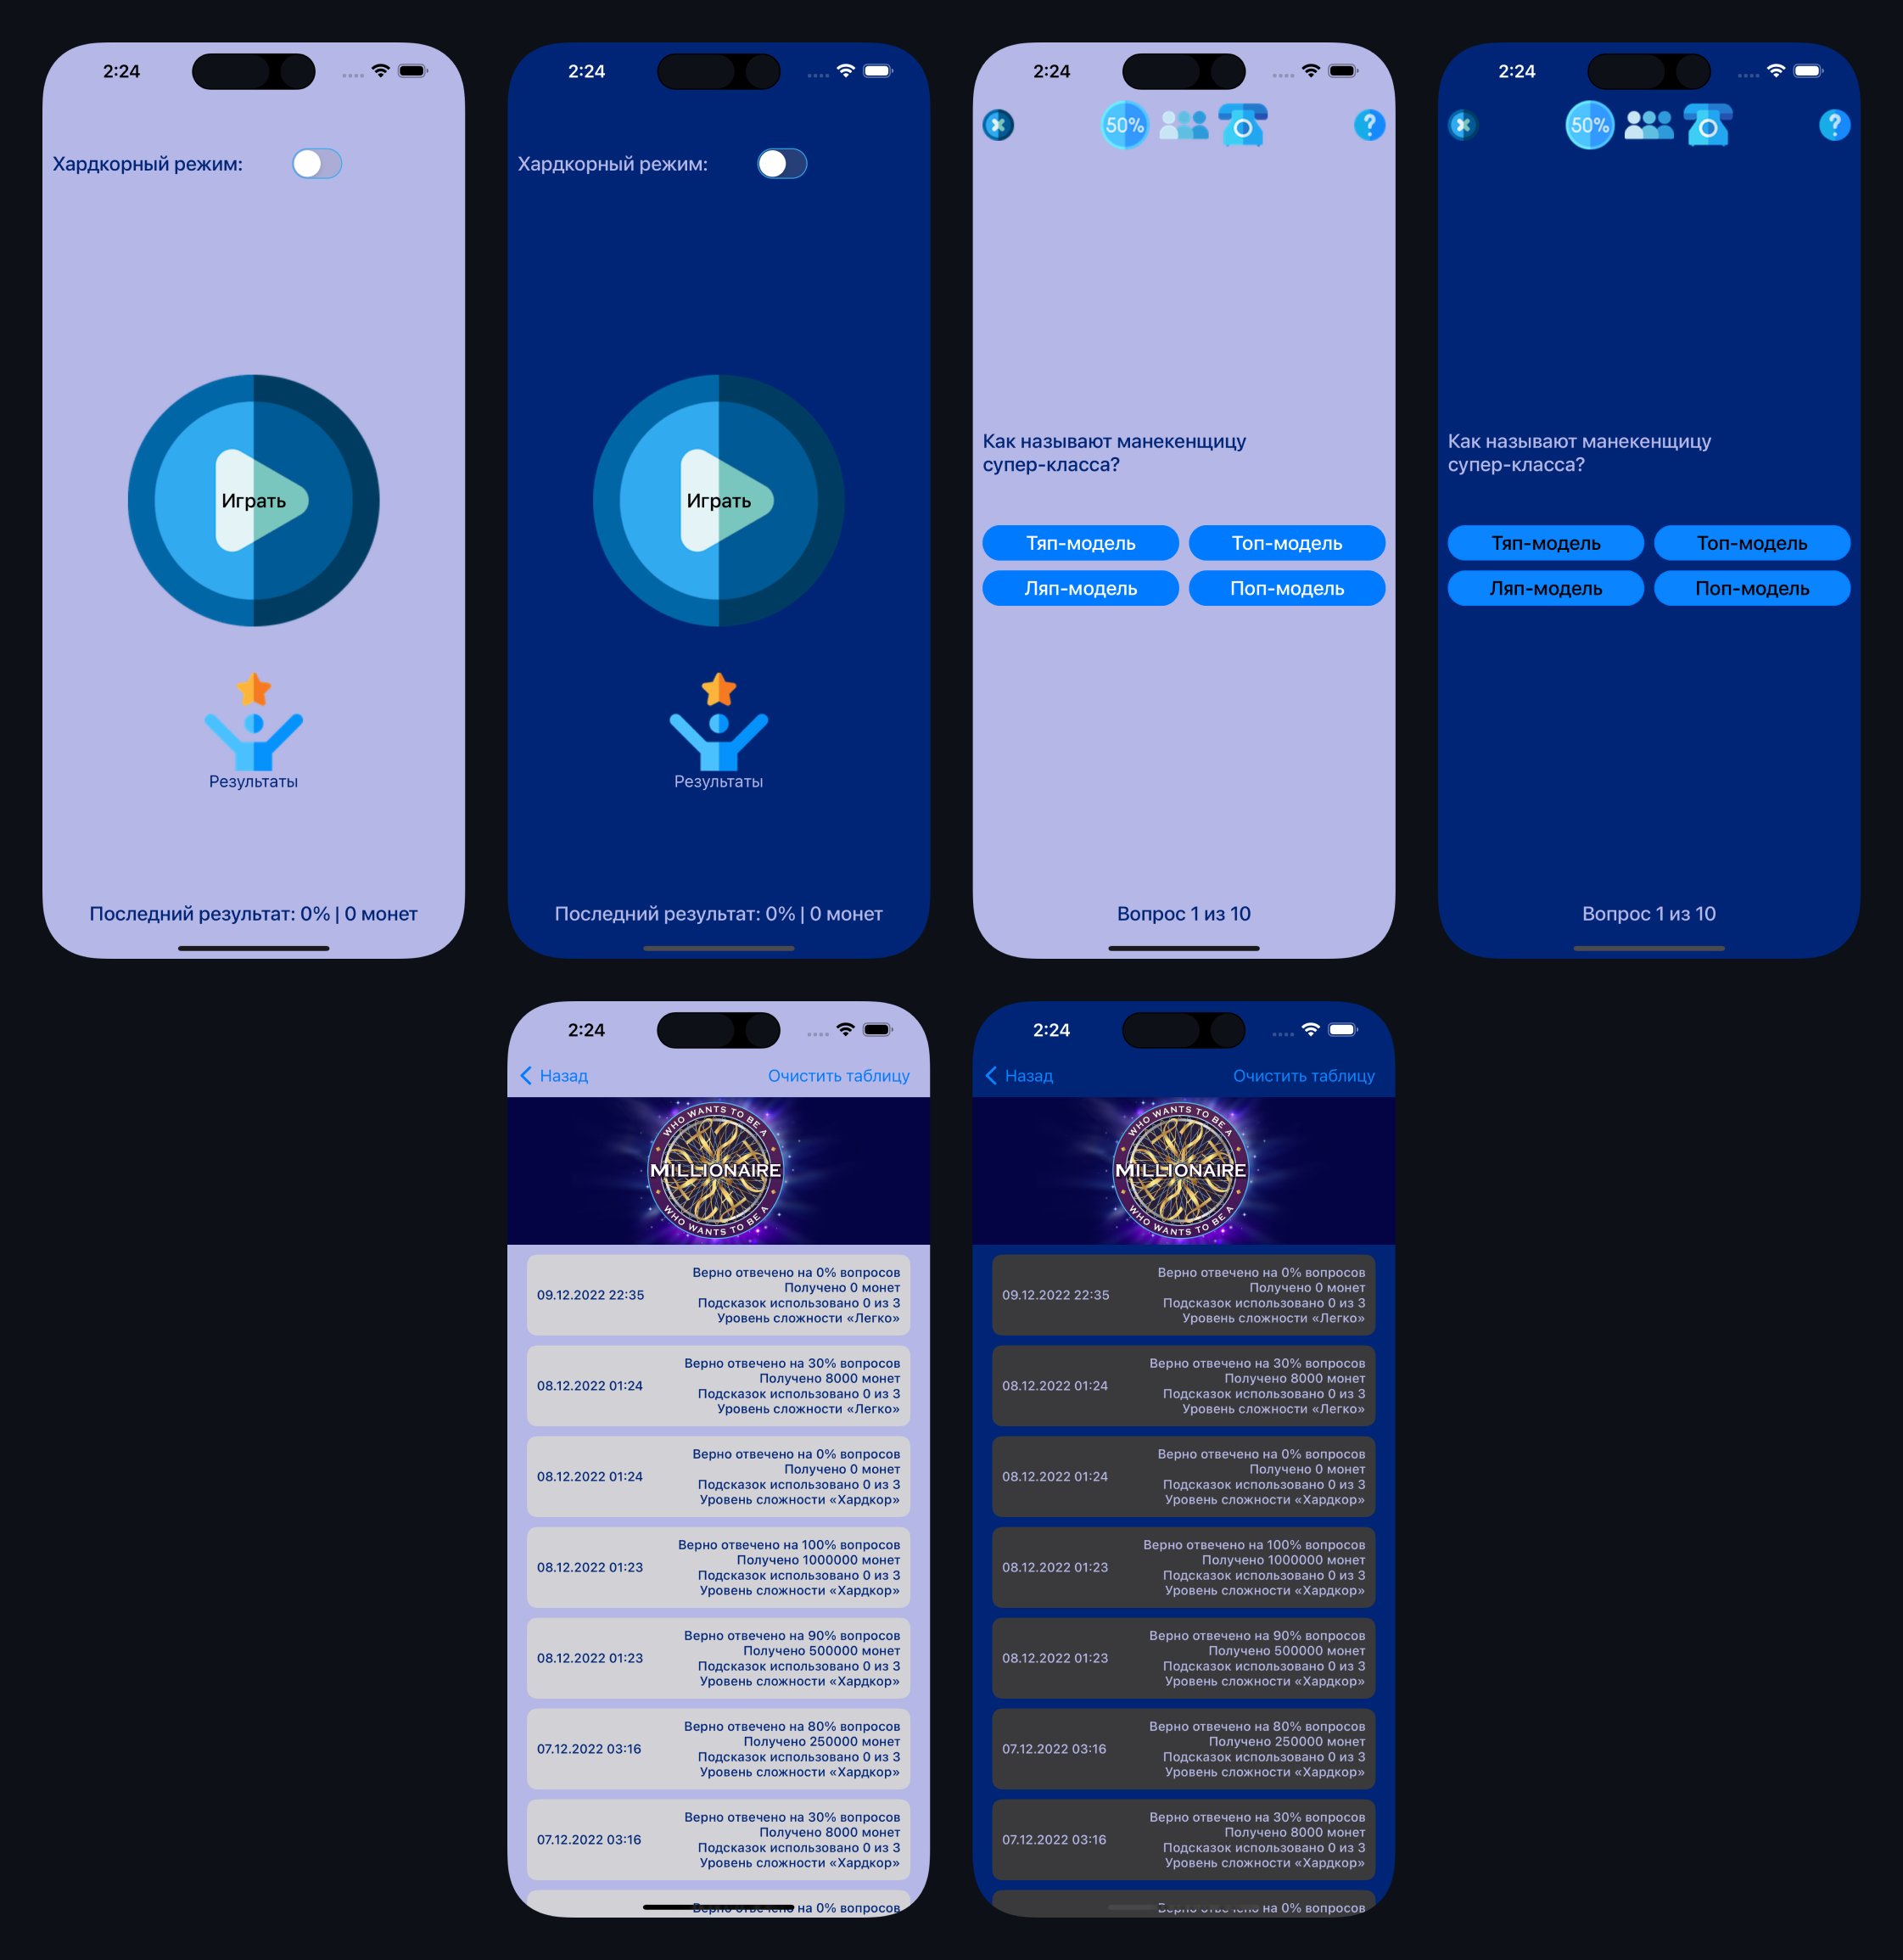 2:24
Хардкорный режим:
Играть
Результаты
Последний результат: 0% | 0 монет
2:24
Хардкорный режим:
Играть
Результаты
Последний результат: 0% | 0 монет
2:24
50%
?
Как называют манекенщицу
супер-класса?
Тяп-модель
Топ-модель
Ляп-модель
Поп-модель
Вопрос 1 из 10
2:24
50%
?
Как называют манекенщицу
супер-класса?
Тяп-модель
Топ-модель
Ляп-модель
Поп-модель
Вопрос 1 из 10
2:24
Назад
Очистить таблицу
WHO WANTS TO BE A
MILLIONAIRE
WHO WANTS TO BE A
09.12.2022 22:35
Верно отвечено на 0% вопросов
Получено 0 монет
Подсказок использовано 0 из 3
Уровень сложности «Легко»
08.12.2022 01:24
Верно отвечено на 30% вопросов
Получено 8000 монет
Подсказок использовано 0 из 3
Уровень сложности «Легко»
08.12.2022 01:24
Верно отвечено на 0% вопросов
Получено 0 монет
Подсказок использовано 0 из 3
Уровень сложности «Хардкор»
08.12.2022 01:23
Верно отвечено на 100% вопросов
Получено 1000000 монет
Подсказок использовано 0 из 3
Уровень сложности «Хардкор»
08.12.2022 01:23
Верно отвечено на 90% вопросов
Получено 500000 монет
Подсказок использовано 0 из 3
Уровень сложности «Хардкор»
07.12.2022 03:16
Верно отвечено на 80% вопросов
Получено 250000 монет
Подсказок использовано 0 из 3
Уровень сложности «Хардкор»
07.12.2022 03:16
Верно отвечено на 30% вопросов
Получено 8000 монет
Подсказок использовано 0 из 3
Уровень сложности «Хардкор»
Верно отвечено на 0% вопросов
2:24
Назад
Очистить таблицу
WHO WANTS TO BE A
MILLIONAIRE
WHO WANTS TO BE A
09.12.2022 22:35
Верно отвечено на 0% вопросов
Получено 0 монет
Подсказок использовано 0 из 3
Уровень сложности «Легко»
08.12.2022 01:24
Верно отвечено на 30% вопросов
Получено 8000 монет
Подсказок использовано 0 из 3
Уровень сложности «Легко»
08.12.2022 01:24
Верно отвечено на 0% вопросов
Получено 0 монет
Подсказок использовано 0 из 3
Уровень сложности «Хардкор»
08.12.2022 01:23
Верно отвечено на 100% вопросов
Получено 1000000 монет
Подсказок использовано 0 из 3
Уровень сложности «Хардкор»
08.12.2022 01:23
Верно отвечено на 90% вопросов
Получено 500000 монет
Подсказок использовано 0 из 3
Уровень сложности «Хардкор»
07.12.2022 03:16
Верно отвечено на 80% вопросов
Получено 250000 монет
Подсказок использовано 0 из 3
Уровень сложности «Хардкор»
07.12.2022 03:16
Верно отвечено на 30% вопросов
Получено 8000 монет
Подсказок использовано 0 из 3
Уровень сложности «Хардкор»
Верно отвечено на 0% вопросов